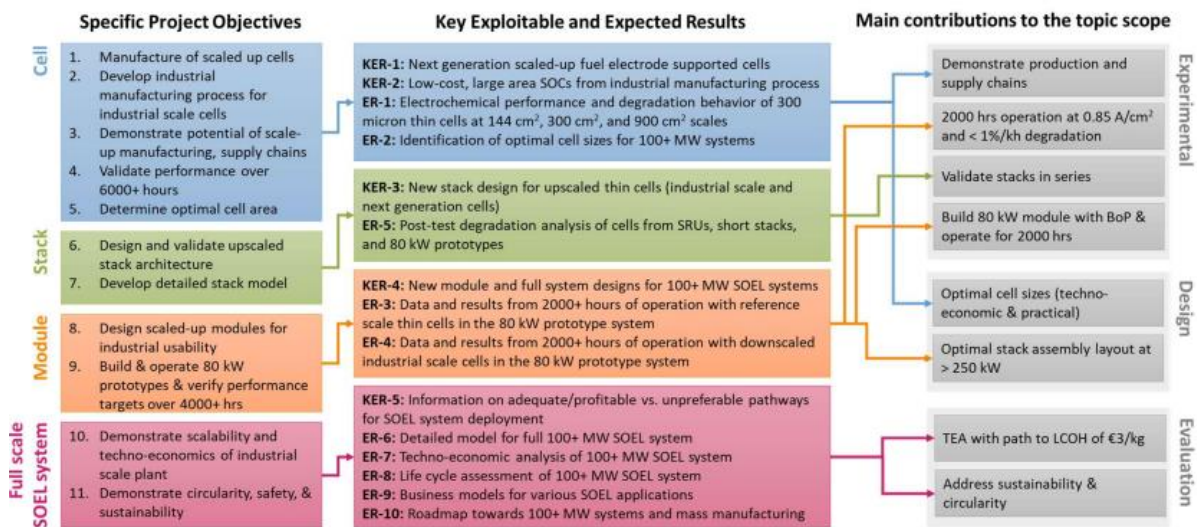 Specific Project Objectives
Key Exploitable and Expected Results
Main contributions to the topic scope
Cell
1. Manufacture of scaled up cells
2. Develop industrial
manufacturing process for
industrial scale cells
3. Demonstrate potential of scale-
up manufacturing, supply chains
4. Validate performance over
6000+ hours
5. Determine optimal cell area
Stack
6. Design and validate upscaled
stack architecture
7. Develop detailed stack model
Module
8. Design scaled-up modules for
industrial usability
9. Build & operate 80 kW
prototypes & verify performance
targets over 4000+ hrs
Full scale
SOEL system
10. Demonstrate scalability and
techno-economics of industrial
scale plant
11. Demonstrate circularity, safety, &
sustainability
KER-1: Next generation scaled-up fuel electrode supported cells
KER-2: Low-cost, large area SOCs from industrial manufacturing process
ER-1: Electrochemical performance and degradation behavior of 300
micron thin cells at 144 cm², 300 cm², and 900 cm² scales
ER-2: Identification of optimal cell sizes for 100+ MW systems
KER-3: New stack design for upscaled thin cells (industrial scale and
next generation cells)
ER-5: Post-test degradation analysis of cells from SRUs, short stacks,
and 80 kW prototypes
KER-4: New module and full system designs for 100+ MW SOEL systems
ER-3: Data and results from 2000+ hours of operation with reference
scale thin cells in the 80 kW prototype system
ER-4: Data and results from 2000+ hours of operation with downscaled
industrial scale cells in the 80 kW prototype system
KER-5: Information on adequate/profitable vs. unpreferable pathways
for SOEL system deployment
ER-6: Detailed model for full 100+ MW SOEL system
ER-7: Techno-economic analysis of 100+ MW SOEL system
ER-8: Life cycle assessment of 100+ MW SOEL system
ER-9: Business models for various SOEL applications
ER-10: Roadmap towards 100+ MW systems and mass manufacturing
Experimental
Demonstrate production and
supply chains
2000 hrs operation at 0.85 A/cm²
and < 1%/kh degradation
Validate stacks in series
Build 80 kW module with BoP &
operate for 2000 hrs
Design
Optimal cell sizes (techno-
economic & practical)
Optimal stack assembly layout at
> 250 kW
Evaluation
TEA with path to LCOH of €3/kg
Address sustainability &
circularity